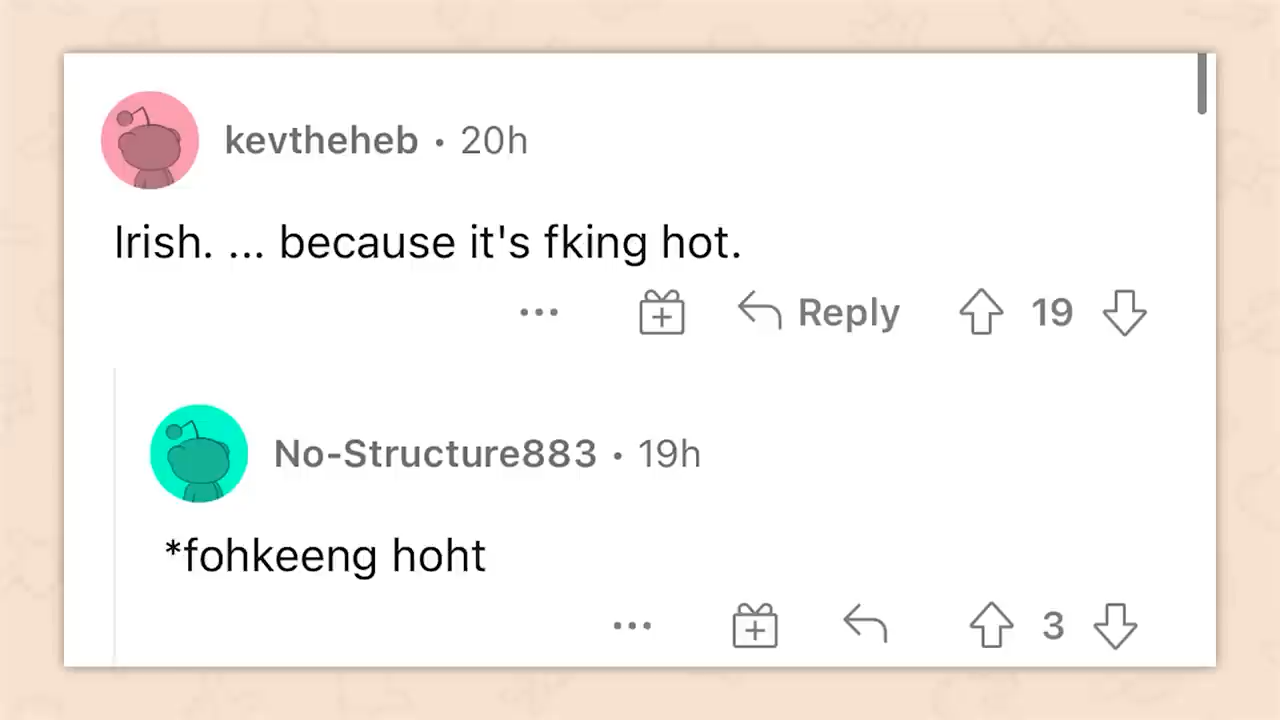 kevtheheb · 20h
Irish. ... because it's fking hot.
... Reply 19
No-Structure883 · 19h
*fohkeeng hoht
... 3